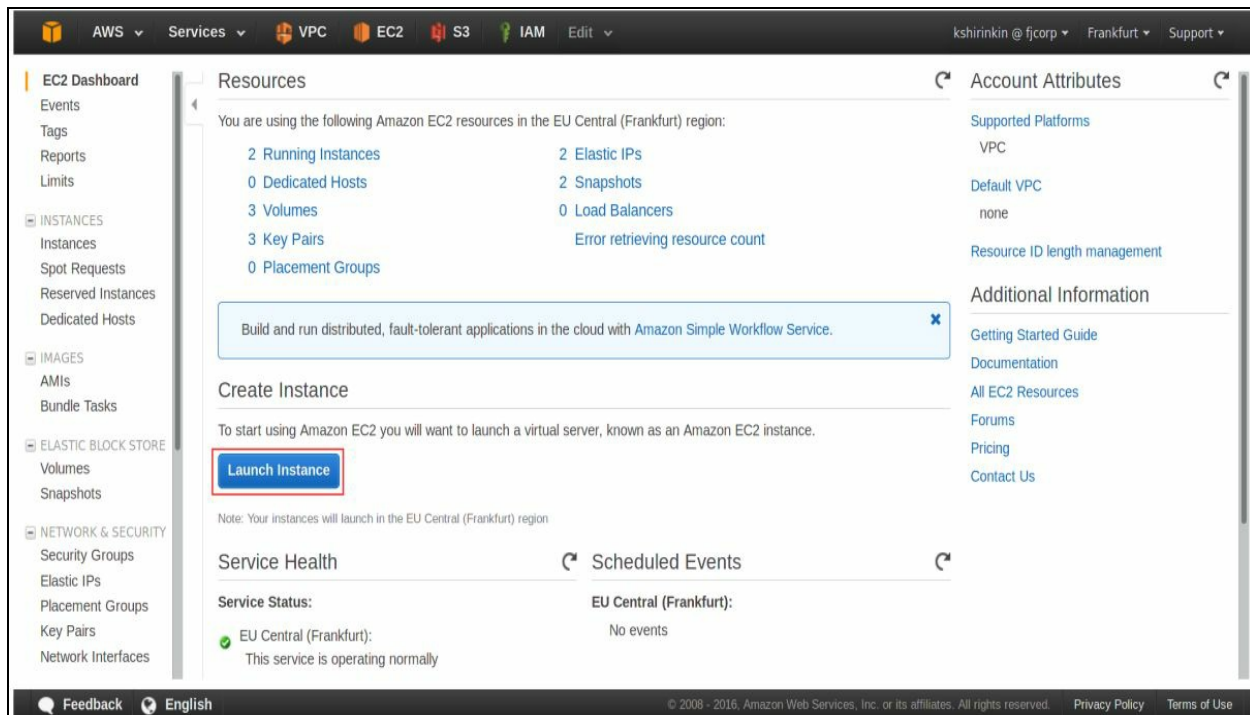 AWS Services VPC EC2 S3 IAM Edit kshirinkin @ fjcorp Frankfurt Support
EC2 Dashboard
Events
Tags
Reports
Limits
INSTANCES
Instances
Spot Requests
Reserved Instances
Dedicated Hosts
IMAGES
AMIs
Bundle Tasks
ELASTIC BLOCK STORE
Volumes
Snapshots
NETWORK & SECURITY
Security Groups
Elastic IPs
Placement Groups
Key Pairs
Network Interfaces
Resources
You are using the following Amazon EC2 resources in the EU Central (Frankfurt) region:
2 Running Instances 2 Elastic IPs
0 Dedicated Hosts 2 Snapshots
3 Volumes 0 Load Balancers
3 Key Pairs Error retrieving resource count
0 Placement Groups
Build and run distributed, fault-tolerant applications in the cloud with Amazon Simple Workflow Service.
Create Instance
To start using Amazon EC2 you will want to launch a virtual server, known as an Amazon EC2 instance.
Launch Instance
Note: Your instances will launch in the EU Central (Frankfurt) region
Service Health
Service Status:
EU Central (Frankfurt):
This service is operating normally
Scheduled Events
EU Central (Frankfurt):
No events
Account Attributes
Supported Platforms
VPC
Default VPC
none
Resource ID length management
Additional Information
Getting Started Guide
Documentation
All EC2 Resources
Forums
Pricing
Contact Us
Feedback English © 2008 - 2016, Amazon Web Services, Inc. or its affiliates. All rights reserved. Privacy Policy Terms of Use